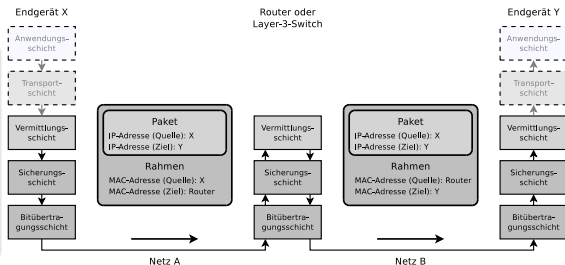 Endgerät X
Router oder
Layer-3-Switch
Endgerät Y
Anwendungs-
schicht
Transport-
schicht
Vermittlungs-
schicht
Sicherungs-
schicht
Bitübertra-
gungsschicht
Paket
IP-Adresse (Quelle): X
IP-Adresse (Ziel): Y
Rahmen
MAC-Adresse (Quelle): X
MAC-Adresse (Ziel): Router
Vermittlungs-
schicht
Sicherungs-
schicht
Bitübertra-
gungsschicht
Paket
IP-Adresse (Quelle): X
IP-Adresse (Ziel): Y
Rahmen
MAC-Adresse (Quelle): Router
MAC-Adresse (Ziel): Y
Anwendungs-
schicht
Transport-
schicht
Vermittlungs-
schicht
Sicherungs-
schicht
Bitübertra-
gungsschicht
Netz A
Netz B